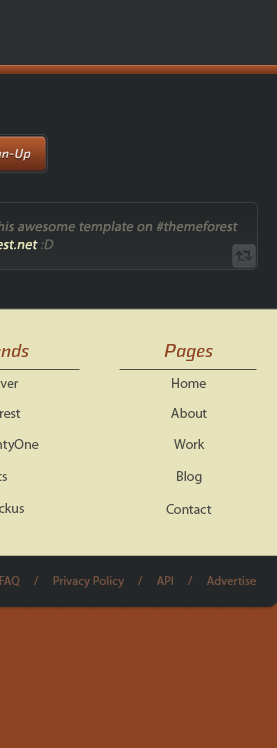 n-Up
his awesome template on #themeforest
est.net :D
ends
Pages
ver
Home
rest
About
ntyOne
Work
ts
Blog
ckus
Contact
FAQ / Privacy Policy / API / Advertise